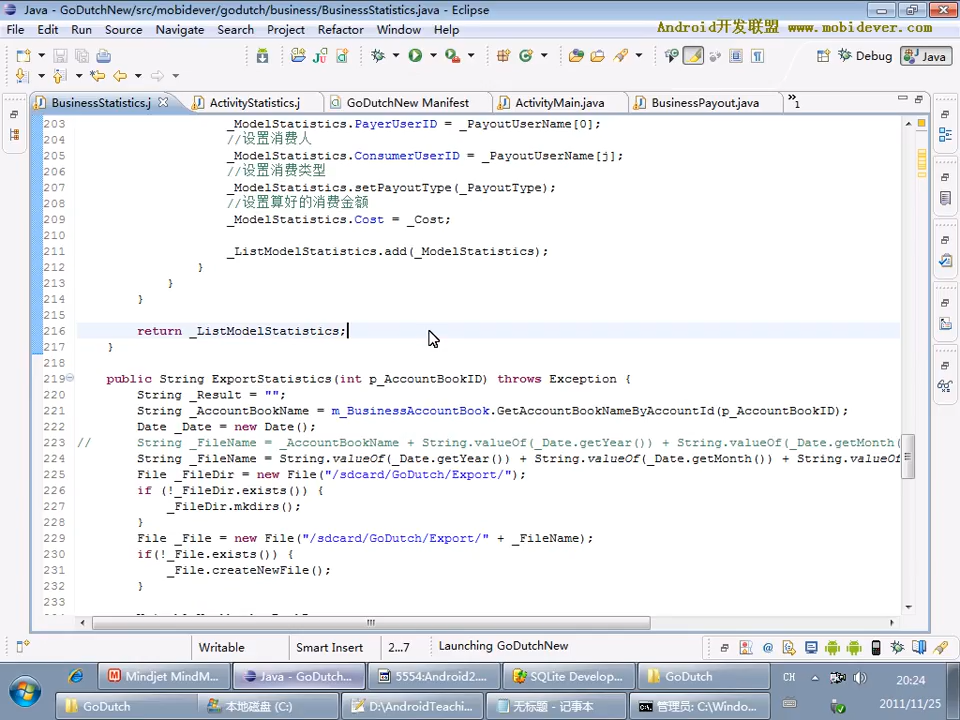 Java - GoDutchNew/src/mobidever/godutch/business/BusinessStatistics.java - Eclipse
File Edit Run Source Navigate Search Project Refactor Window Help
Android开发联盟 www.mobidever.com
Debug Java
BusinessStatistics.j ActivityStatistics.j GoDutchNew Manifest ActivityMain.java BusinessPayout.java »1
203 _ModelStatistics.PayerUserID = _PayoutUserName[0];
204 //设置消费人
205 _ModelStatistics.ConsumerUserID = _PayoutUserName[j];
206 //设置消费类型
207 _ModelStatistics.setPayoutType(_PayoutType);
208 //设置算好的消费金额
209 _ModelStatistics.Cost = _Cost;
210
211 _ListModelStatistics.add(_ModelStatistics);
212 }
213 }
214 }
215
216 return _ListModelStatistics;
217 }
218
219 public String ExportStatistics(int p_AccountBookID) throws Exception {
220 String _Result = "";
221 String _AccountBookName = m_BusinessAccountBook.GetAccountBookNameByAccountId(p_AccountBookID);
222 Date _Date = new Date();
223 // String _FileName = _AccountBookName + String.valueOf(_Date.getYear()) + String.valueOf(_Date.getMonth(
224 String _FileName = String.valueOf(_Date.getYear()) + String.valueOf(_Date.getMonth()) + String.valueOf
225 File _FileDir = new File("/sdcard/GoDutch/Export/");
226 if (!_FileDir.exists()) {
227 _FileDir.mkdirs();
228 }
229 File _File = new File("/sdcard/GoDutch/Export/" + _FileName);
230 if(!_File.exists()) {
231 _File.createNewFile();
232 }
233
Writable Smart Insert 2...7 Launching GoDutchNew
Mindjet MindM... Java - GoDutch... 5554:Android2.... SQLite Develop... GoDutch CH 20:24
GoDutch 本地磁盘 (C:) D:\AndroidTeachi... 无标题 - 记事本 管理员: C:\Windo... 2011/11/25